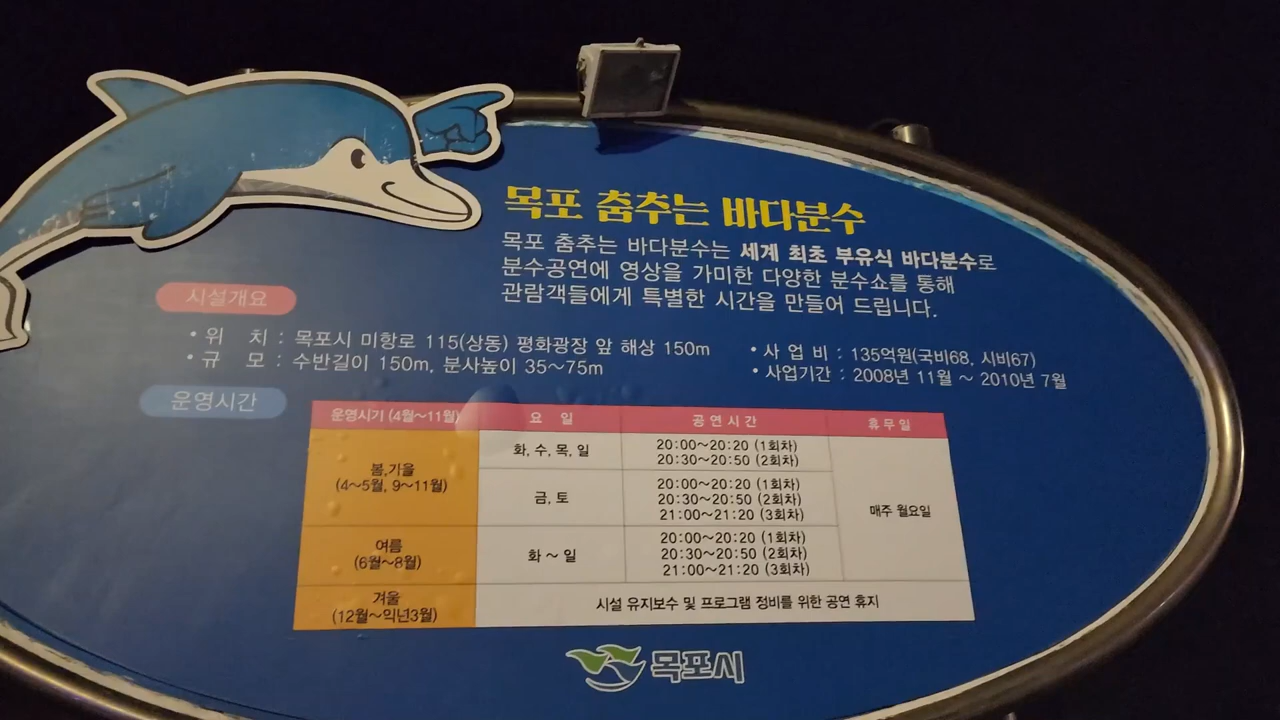 목포 춤추는 바다분수
목포 춤추는 바다분수는 세계 최초 부유식 바다분수로
분수공연에 영상을 가미한 다양한 분수쇼를 통해
관람객들에게 특별한 시간을 만들어 드립니다.
시설개요
• 위 치 : 목포시 미항로 115(상동) 평화광장 앞 해상 150m
• 규 모 : 수반길이 150m, 분사높이 35~75m
• 사 업 비 : 135억원(국비68, 시비67)
• 사업기간 : 2008년 11월 ~ 2010년 7월
운영시간
운영시기 (4월~11월) 요 일 공 연 시 간 휴 무 일
봄,가을
(4~5월, 9~11월)
화, 수, 목, 일
20:00~20:20 (1회차)
20:30~20:50 (2회차)
금, 토
20:00~20:20 (1회차)
20:30~20:50 (2회차)
21:00~21:20 (3회차)
매주 월요일
여름
(6월~8월)
화 ~ 일
20:00~20:20 (1회차)
20:30~20:50 (2회차)
21:00~21:20 (3회차)
겨울
(12월~익년3월)
시설 유지보수 및 프로그램 정비를 위한 공연 휴지
목포시